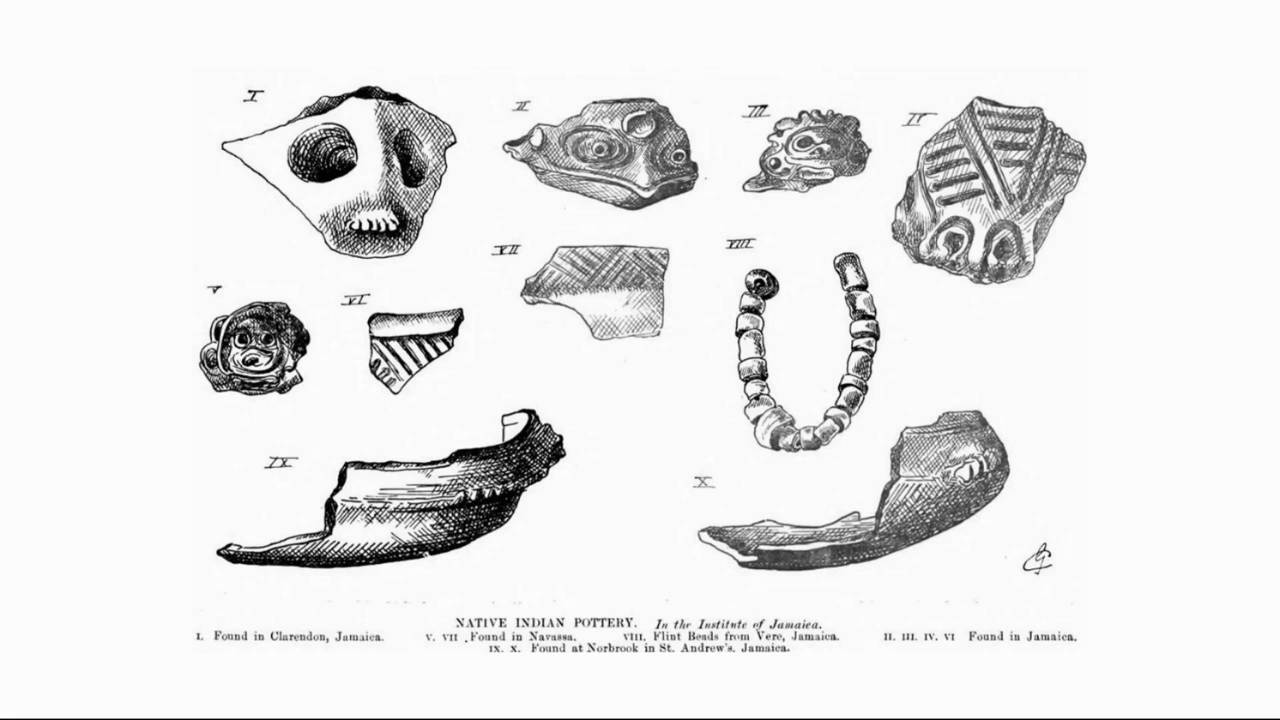 I
II
III
IV
V
VI
VII
VIII
IX
X
NATIVE INDIAN POTTERY. In the Institute of Jamaica.
I. Found in Clarendon, Jamaica. V. VII . Found in Navassa. VIII. Flint Beads from Vere, Jamaica. II. III. IV. VI Found in Jamaica.
IX. X. Found at Norbrook in St. Andrew's. Jamaica.